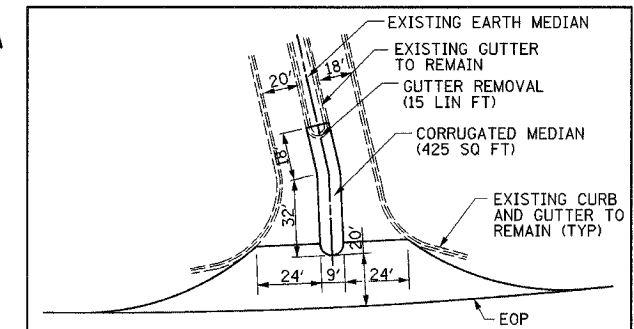 EXISTING EARTH MEDIAN
EXISTING GUTTER
TO REMAIN
18'
20'
GUTTER REMOVAL
(15 LIN FT)
CORRUGATED MEDIAN
(425 SQ FT)
18'
32'
EXISTING CURB
AND GUTTER TO
REMAIN (TYP)
20'
24'
9'
24'
EOP